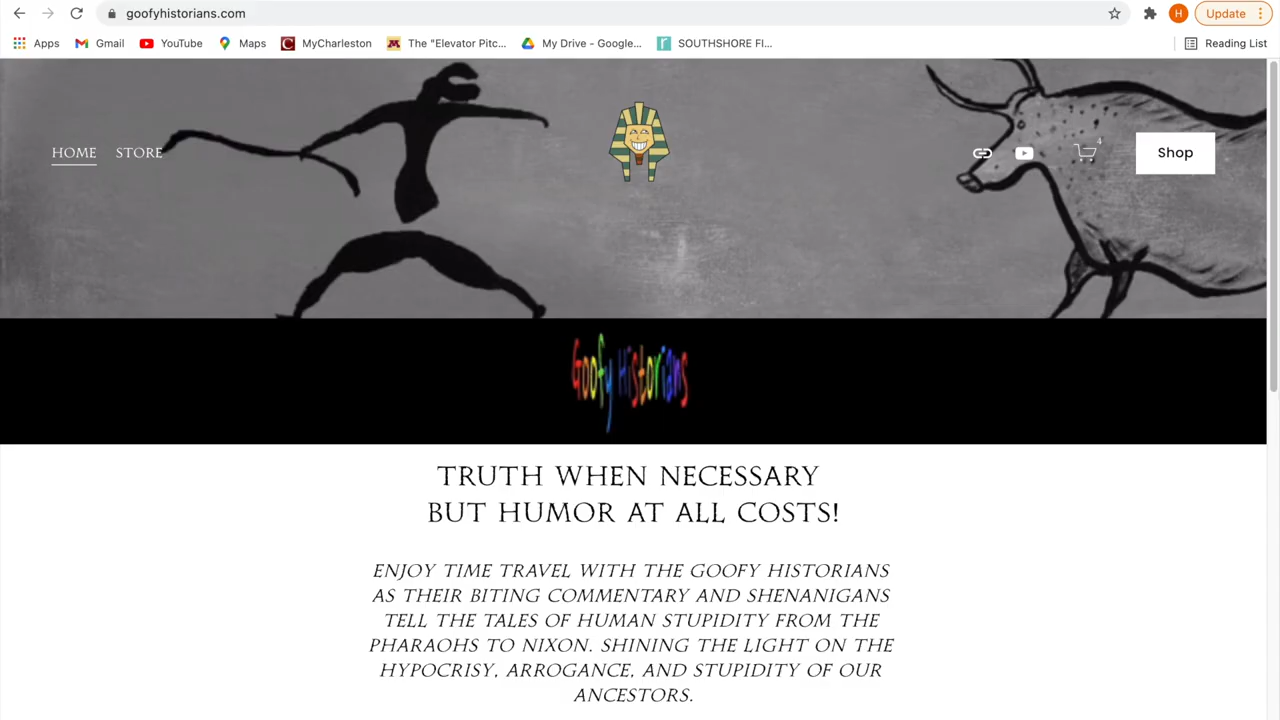 goofyhistorians.com
H
Update
Apps
Gmail
YouTube
Maps
MyCharleston
The "Elevator Pitc...
My Drive - Google...
SOUTHSHORE FI...
Reading List
HOME
STORE
4
Shop
Goofy Historians
TRUTH WHEN NECESSARY
BUT HUMOR AT ALL COSTS!
ENJOY TIME TRAVEL WITH THE GOOFY HISTORIANS
AS THEIR BITING COMMENTARY AND SHENANIGANS
TELL THE TALES OF HUMAN STUPIDITY FROM THE
PHARAOHS TO NIXON. SHINING THE LIGHT ON THE
HYPOCRISY, ARROGANCE, AND STUPIDITY OF OUR
ANCESTORS.